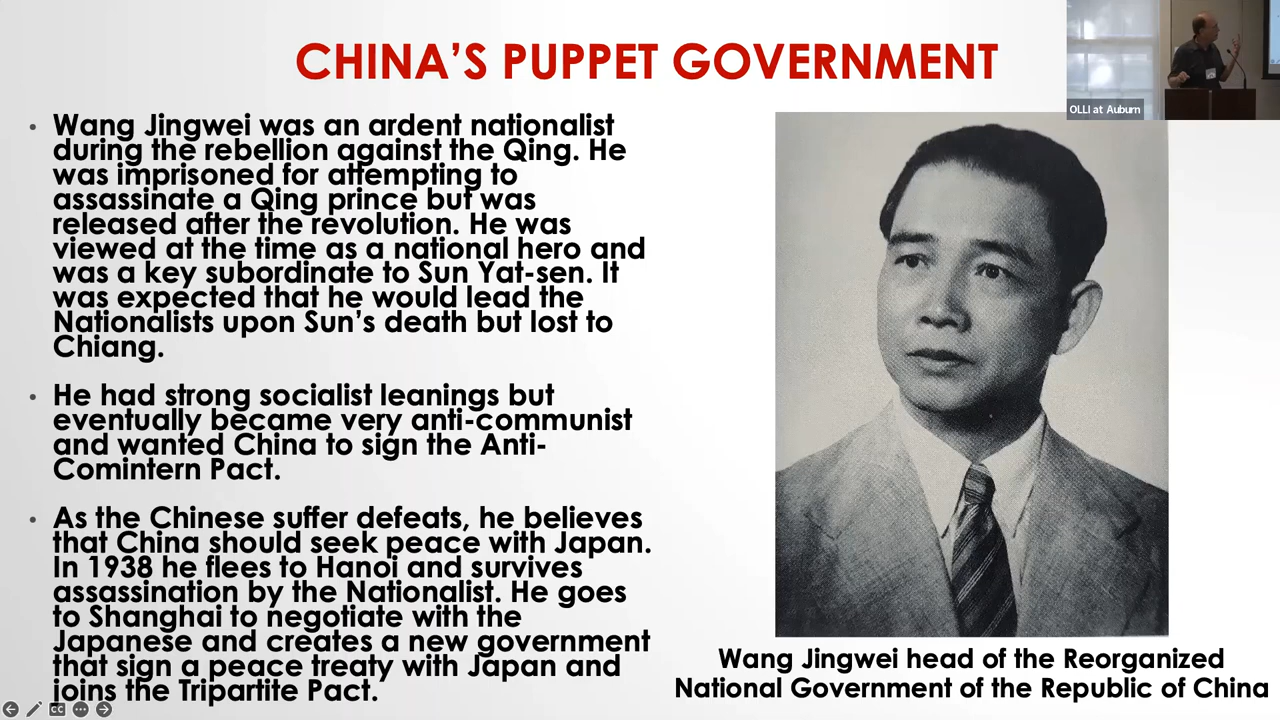 CHINA'S PUPPET GOVERNMENT
OLLI at Auburn
• Wang Jingwei was an ardent nationalist
during the rebellion against the Qing. He
was imprisoned for attempting to
assassinate a Qing prince but was
released after the revolution. He was
viewed at the time as a national hero and
was a key subordinate to Sun Yat-sen. It
was expected that he would lead the
Nationalists upon Sun's death but lost to
Chiang.
• He had strong socialist leanings but
eventually became very anti-communist
and wanted China to sign the Anti-
Comintern Pact.
• As the Chinese suffer defeats, he believes
that China should seek peace with Japan.
In 1938 he flees to Hanoi and survives
assassination by the Nationalist. He goes
to Shanghai to negotiate with the
Japanese and creates a new government
that sign a peace treaty with Japan and
joins the Tripartite Pact.
Wang Jingwei head of the Reorganized
National Government of the Republic of China
CC